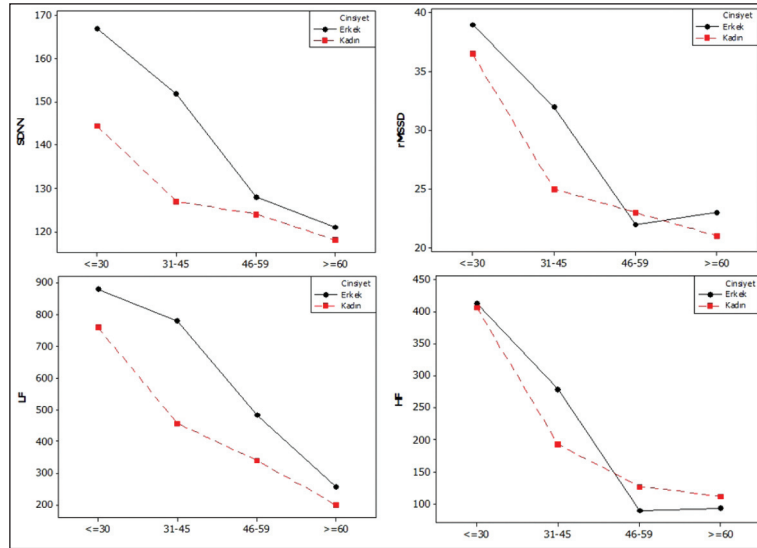 170
160
150
140
130
120
SDNN
Cinsiyet
Erkek
Kadın
<=30 31-45 46-59 >=60
40
35
30
25
20
rMSSD
Cinsiyet
Erkek
Kadın
<=30 31-45 46-59 >=60
900
800
700
600
500
400
300
200
LF
Cinsiyet
Erkek
Kadın
<=30 31-45 46-59 >=60
450
400
350
300
250
200
150
100
HF
Cinsiyet
Erkek
Kadın
<=30 31-45 46-59 >=60